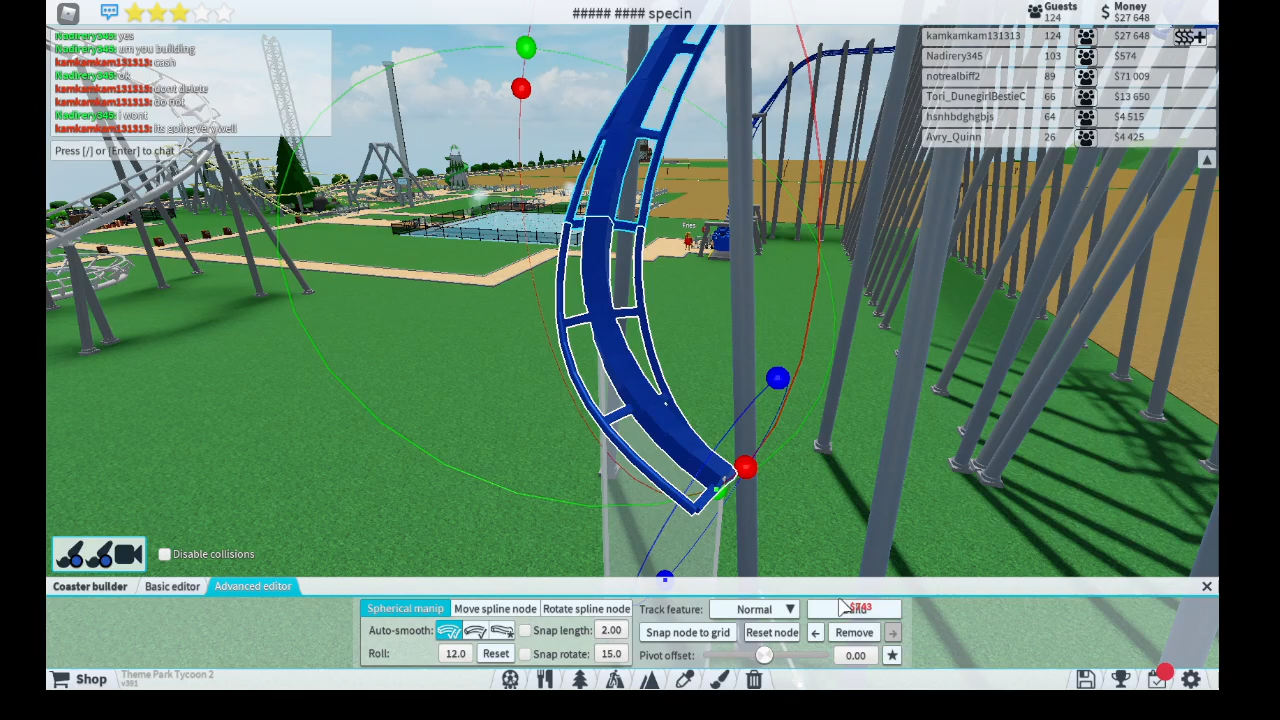 ##### #### specin
Guests
124
Money
$27 648
Nadirery345: yes
Nadirery345: um you building
kamkamkam131313: cash
Nadirery345: ok
kamkamkam131313: dont delete
kamkamkam131313: do not
Nadirery345: i wont
kamkamkam131313: its going very well
Press [/] or [Enter] to chat
kamkamkam131313 124 $27 648
Nadirery345 103 $574
notrealbiff2 89 $71 009
Tori_DunegirlBestieC 66 $13 650
hsnhbdghgbjs 64 $4 515
Avry_Quinn 26 $4 425
Fries
Disable collisions
Coaster builder Basic editor Advanced editor
Spherical manip Move spline node Rotate spline node Track feature: Normal $743
Auto-smooth: Snap length: 2.00 Snap node to grid Reset node Remove
Roll: 12.0 Reset Snap rotate: 15.0 Pivot offset: 0.00
Shop
Theme Park Tycoon 2
v391